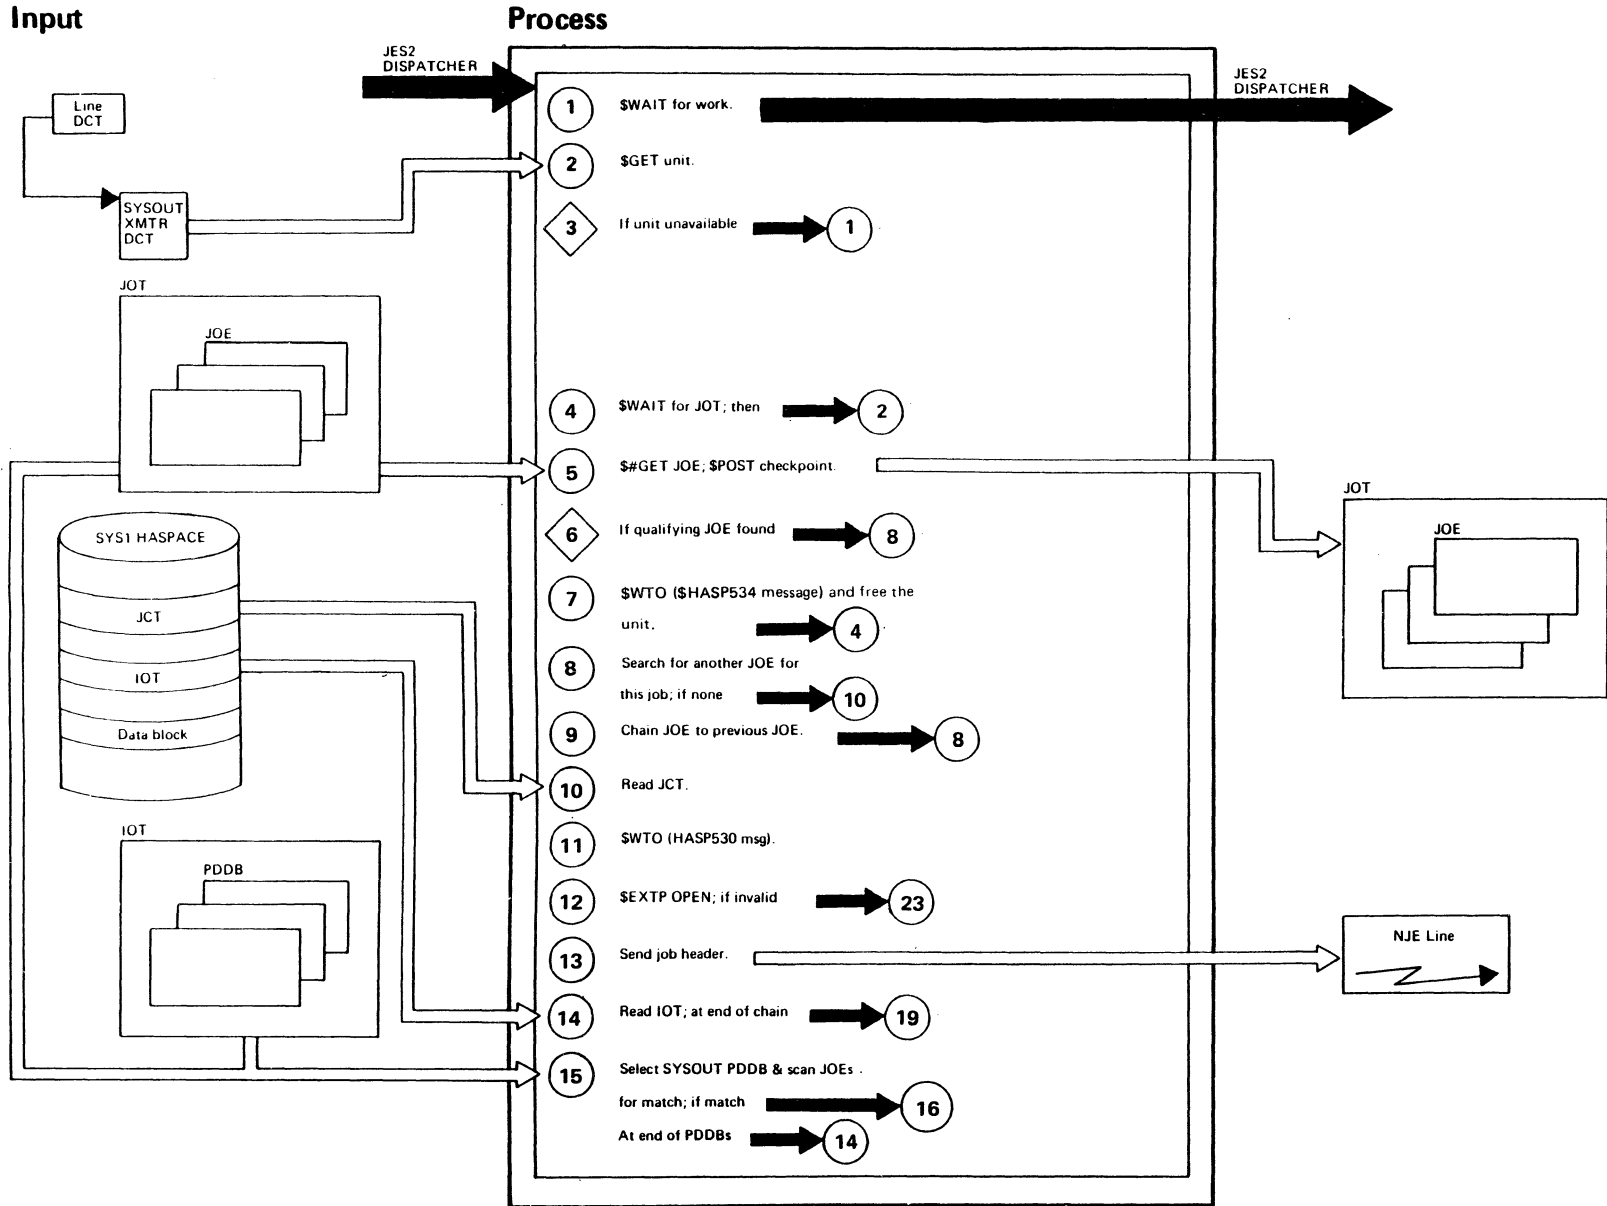 Input
Process
JES2
DISPATCHER
JES2
DISPATCHER
Line
DCT
1 $WAIT for work.
2 $GET unit.
SYSOUT
XMTR
DCT
3 If unit unavailable 1
JOT
JOE
4 $WAIT for JOT; then 2
5 $#GET JOE; $POST checkpoint.
JOT
JOE
6 If qualifying JOE found 8
SYS1 HASPACE
JCT
IOT
Data block
7 $WTO ($HASP534 message) and free the
unit. 4
8 Search for another JOE for
this job; if none 10
9 Chain JOE to previous JOE. 8
10 Read JCT.
IOT
PDDB
11 $WTO (HASP530 msg).
12 $EXTP OPEN; if invalid 23
13 Send job header.
NJE Line
14 Read IOT; at end of chain 19
15 Select SYSOUT PDDB & scan JOEs.
for match; if match 16
At end of PDDBs 14